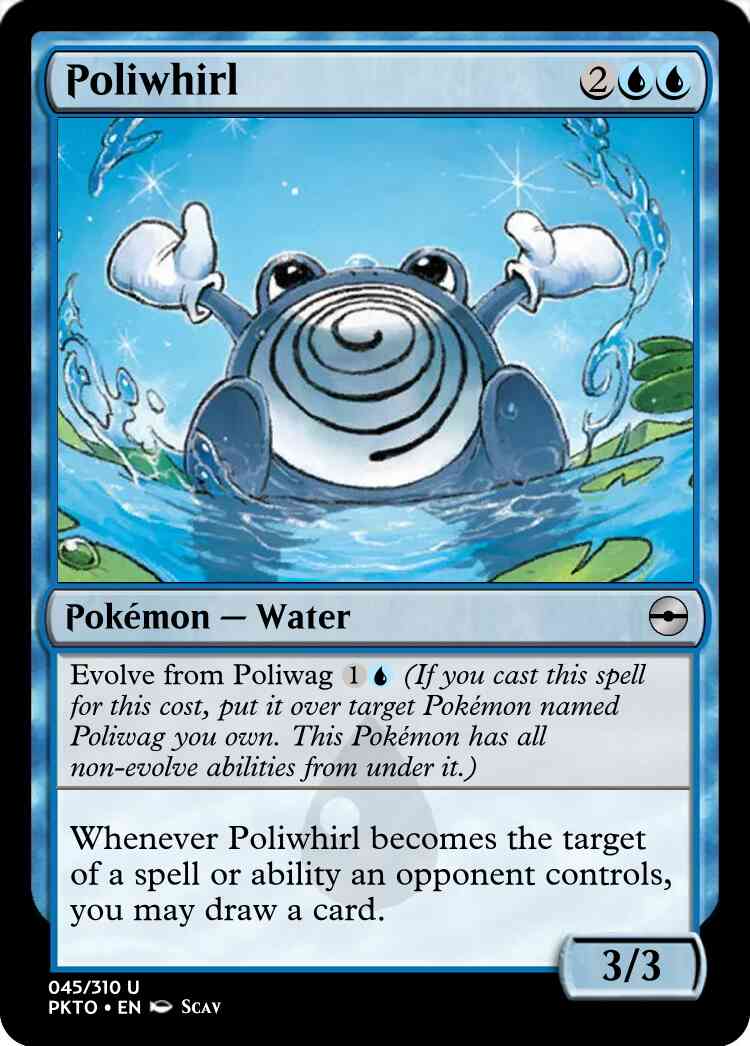 Poliwhirl 2
Pokémon — Water
Evolve from Poliwag 1 (If you cast this spell
for this cost, put it over target Pokémon named
Poliwag you own. This Pokémon has all
non-evolve abilities from under it.)
Whenever Poliwhirl becomes the target
of a spell or ability an opponent controls,
you may draw a card.
3/3
045/310 U
PKTO • EN Scav